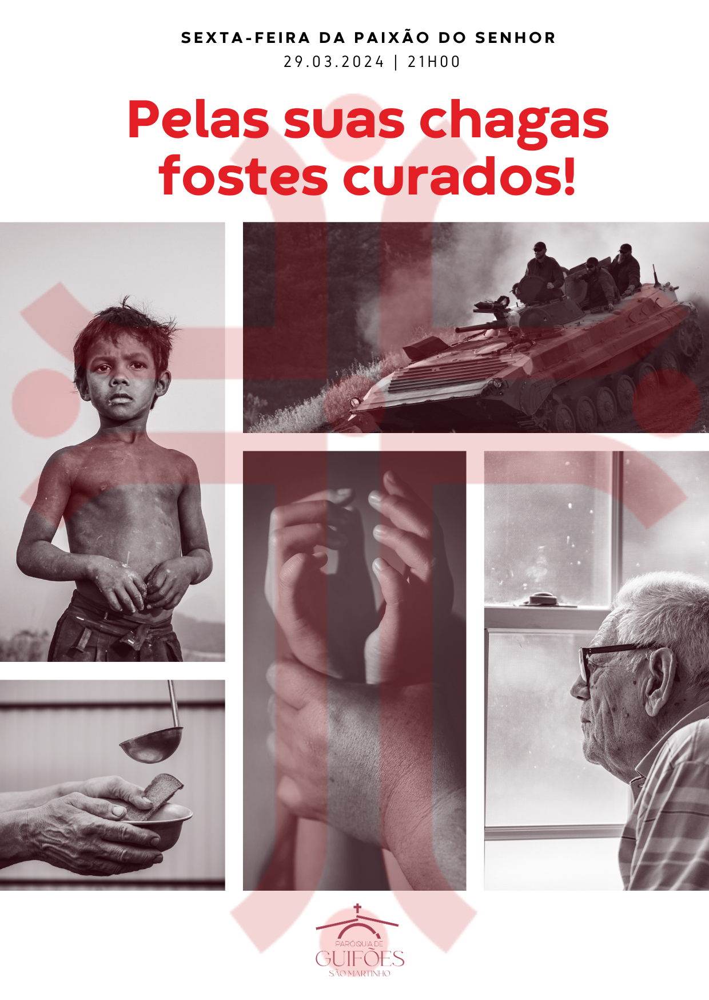 SEXTA-FEIRA DA PAIXÃO DO SENHOR
29.03.2024 | 21H00
Pelas suas chagas
fostes curados!
PARÓQUIA DE
GUIFÕES
SÃO MARTINHO